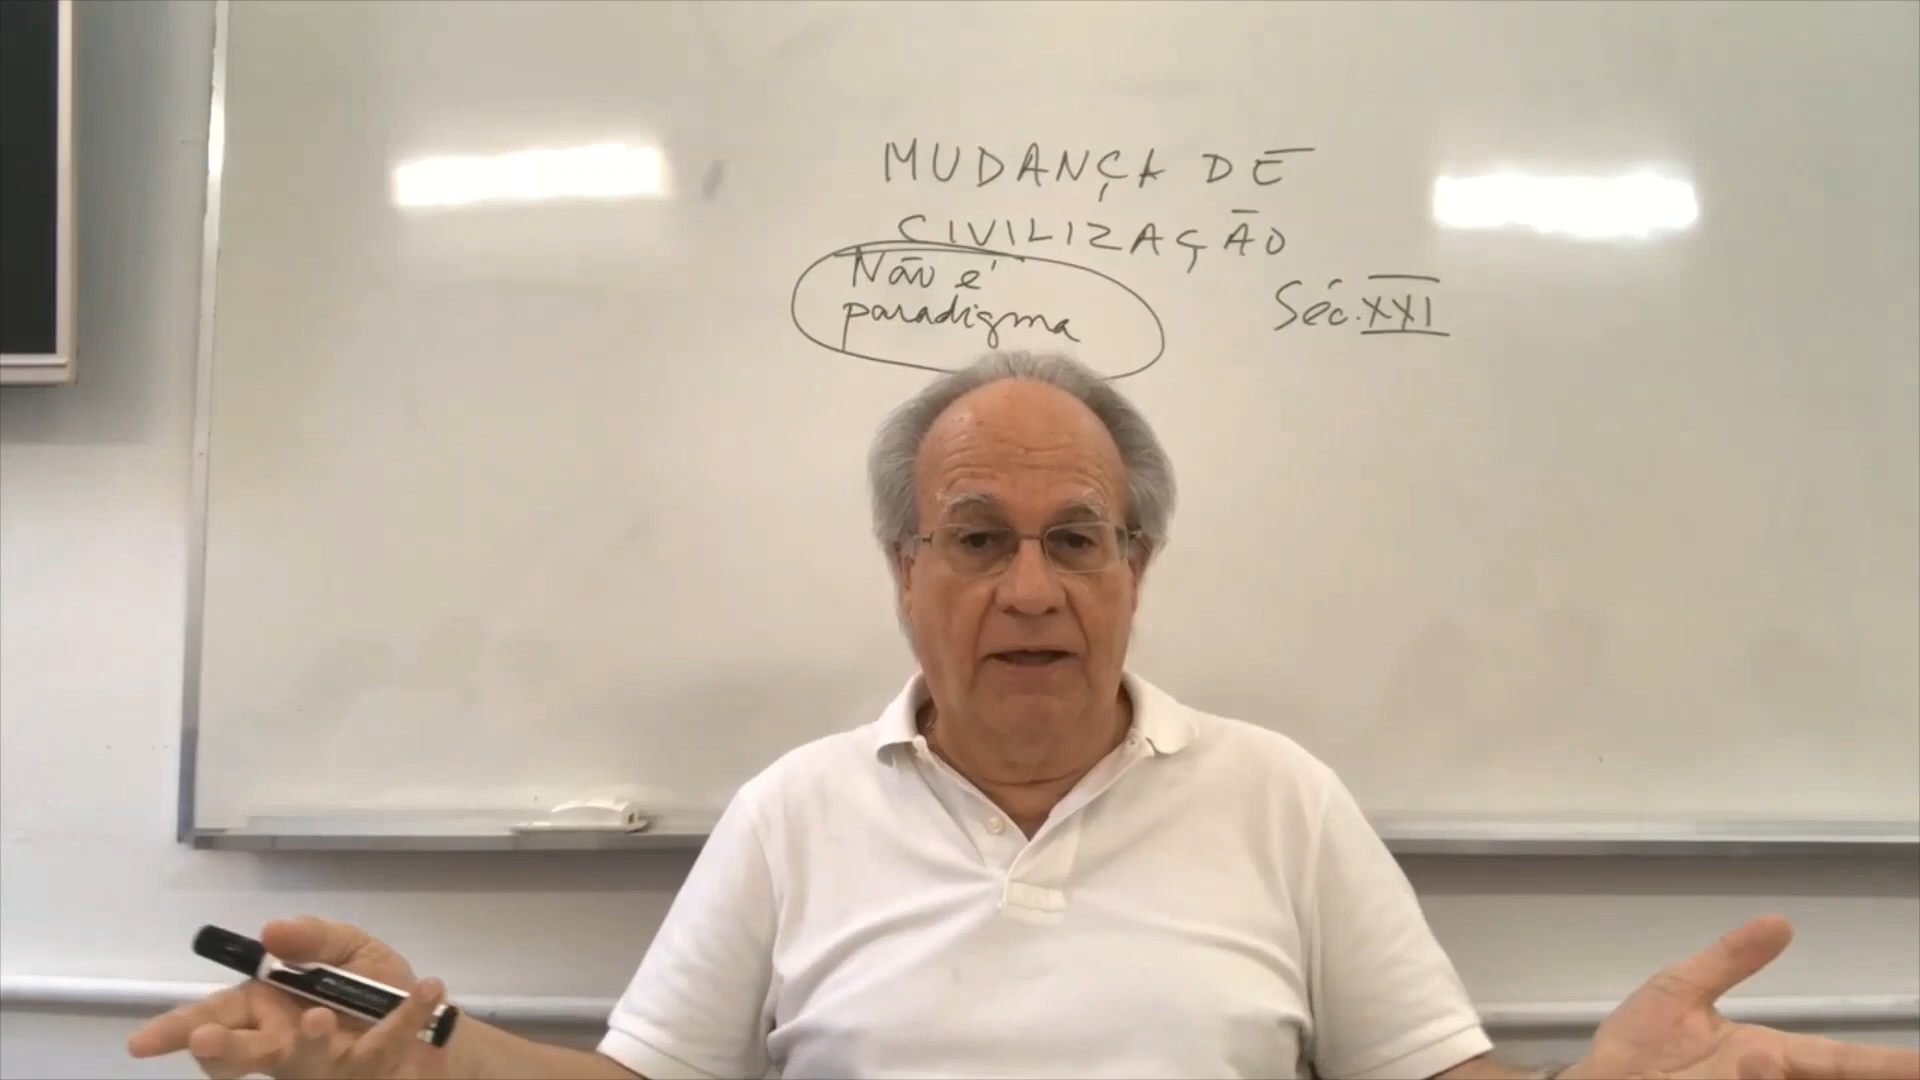 MUDANÇA DE
CIVILIZAÇÃO
Não é
paradigma
Séc. XXI